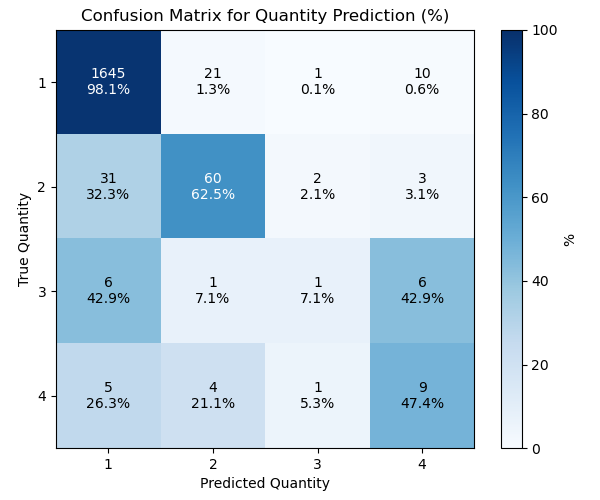 Confusion Matrix for Quantity Prediction (%)
1645 21 1 10
98.1% 1.3% 0.1% 0.6%
31 60 2 3
32.3% 62.5% 2.1% 3.1%
6 1 1 6
42.9% 7.1% 7.1% 42.9%
5 4 1 9
26.3% 21.1% 5.3% 47.4%
1
2
3
4
True Quantity
1 2 3 4
Predicted Quantity
100
80
60
40
20
0
%